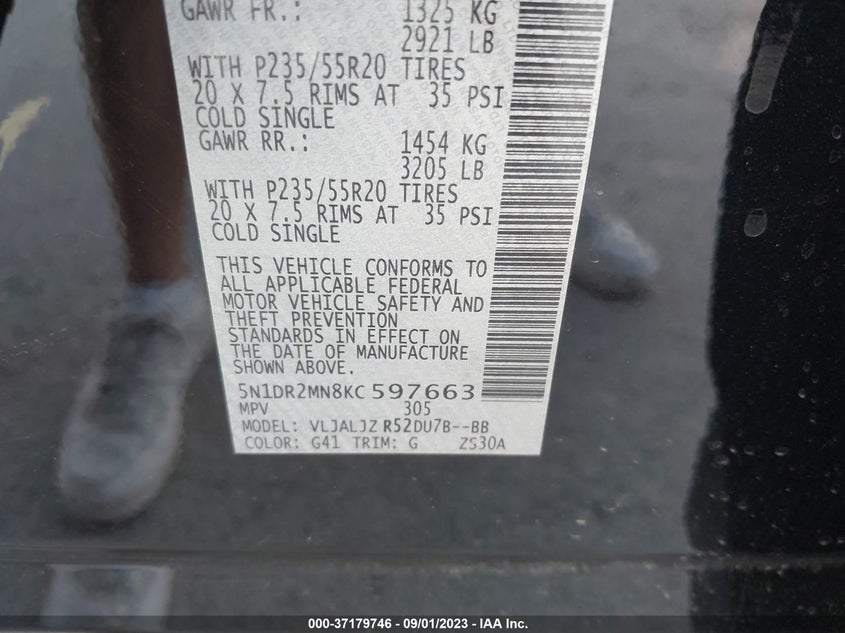 GAWR FR.: 1325 KG
2921 LB
WITH P235/55R20 TIRES
20 X 7.5 RIMS AT 35 PSI
COLD SINGLE
GAWR RR.: 1454 KG
3205 LB
WITH P235/55R20 TIRES
20 X 7.5 RIMS AT 35 PSI
COLD SINGLE
THIS VEHICLE CONFORMS TO
ALL APPLICABLE FEDERAL
MOTOR VEHICLE SAFETY AND
THEFT PREVENTION
STANDARDS IN EFFECT ON
THE DATE OF MANUFACTURE
SHOWN ABOVE.
5N1DR2MN8KC 597663
MPV 305
MODEL: VLJALJZ R52DU7B--BB
COLOR: G41 TRIM: G ZS30A
000-37179746 - 09/01/2023 - IAA Inc.